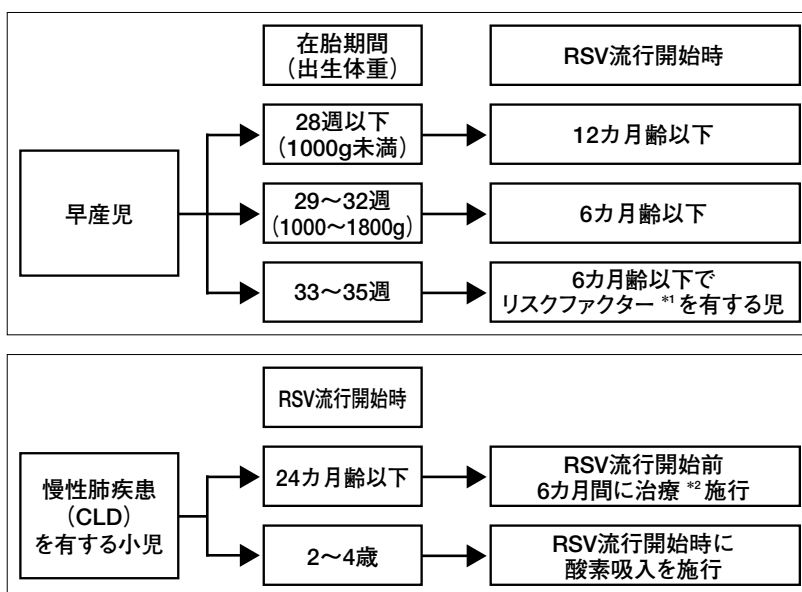 在胎期間
（出生体重）
RSV流行開始時
早産児
28週以下
（1000g未満）
12カ月齢以下
29～32週
（1000～1800g）
6カ月齢以下
33～35週
6カ月齢以下で
リスクファクター *1 を有する児
RSV流行開始時
慢性肺疾患
（CLD）
を有する小児
24カ月齢以下
RSV流行開始前
6カ月間に治療 *2 施行
2～4歳
RSV流行開始時に
酸素吸入を施行